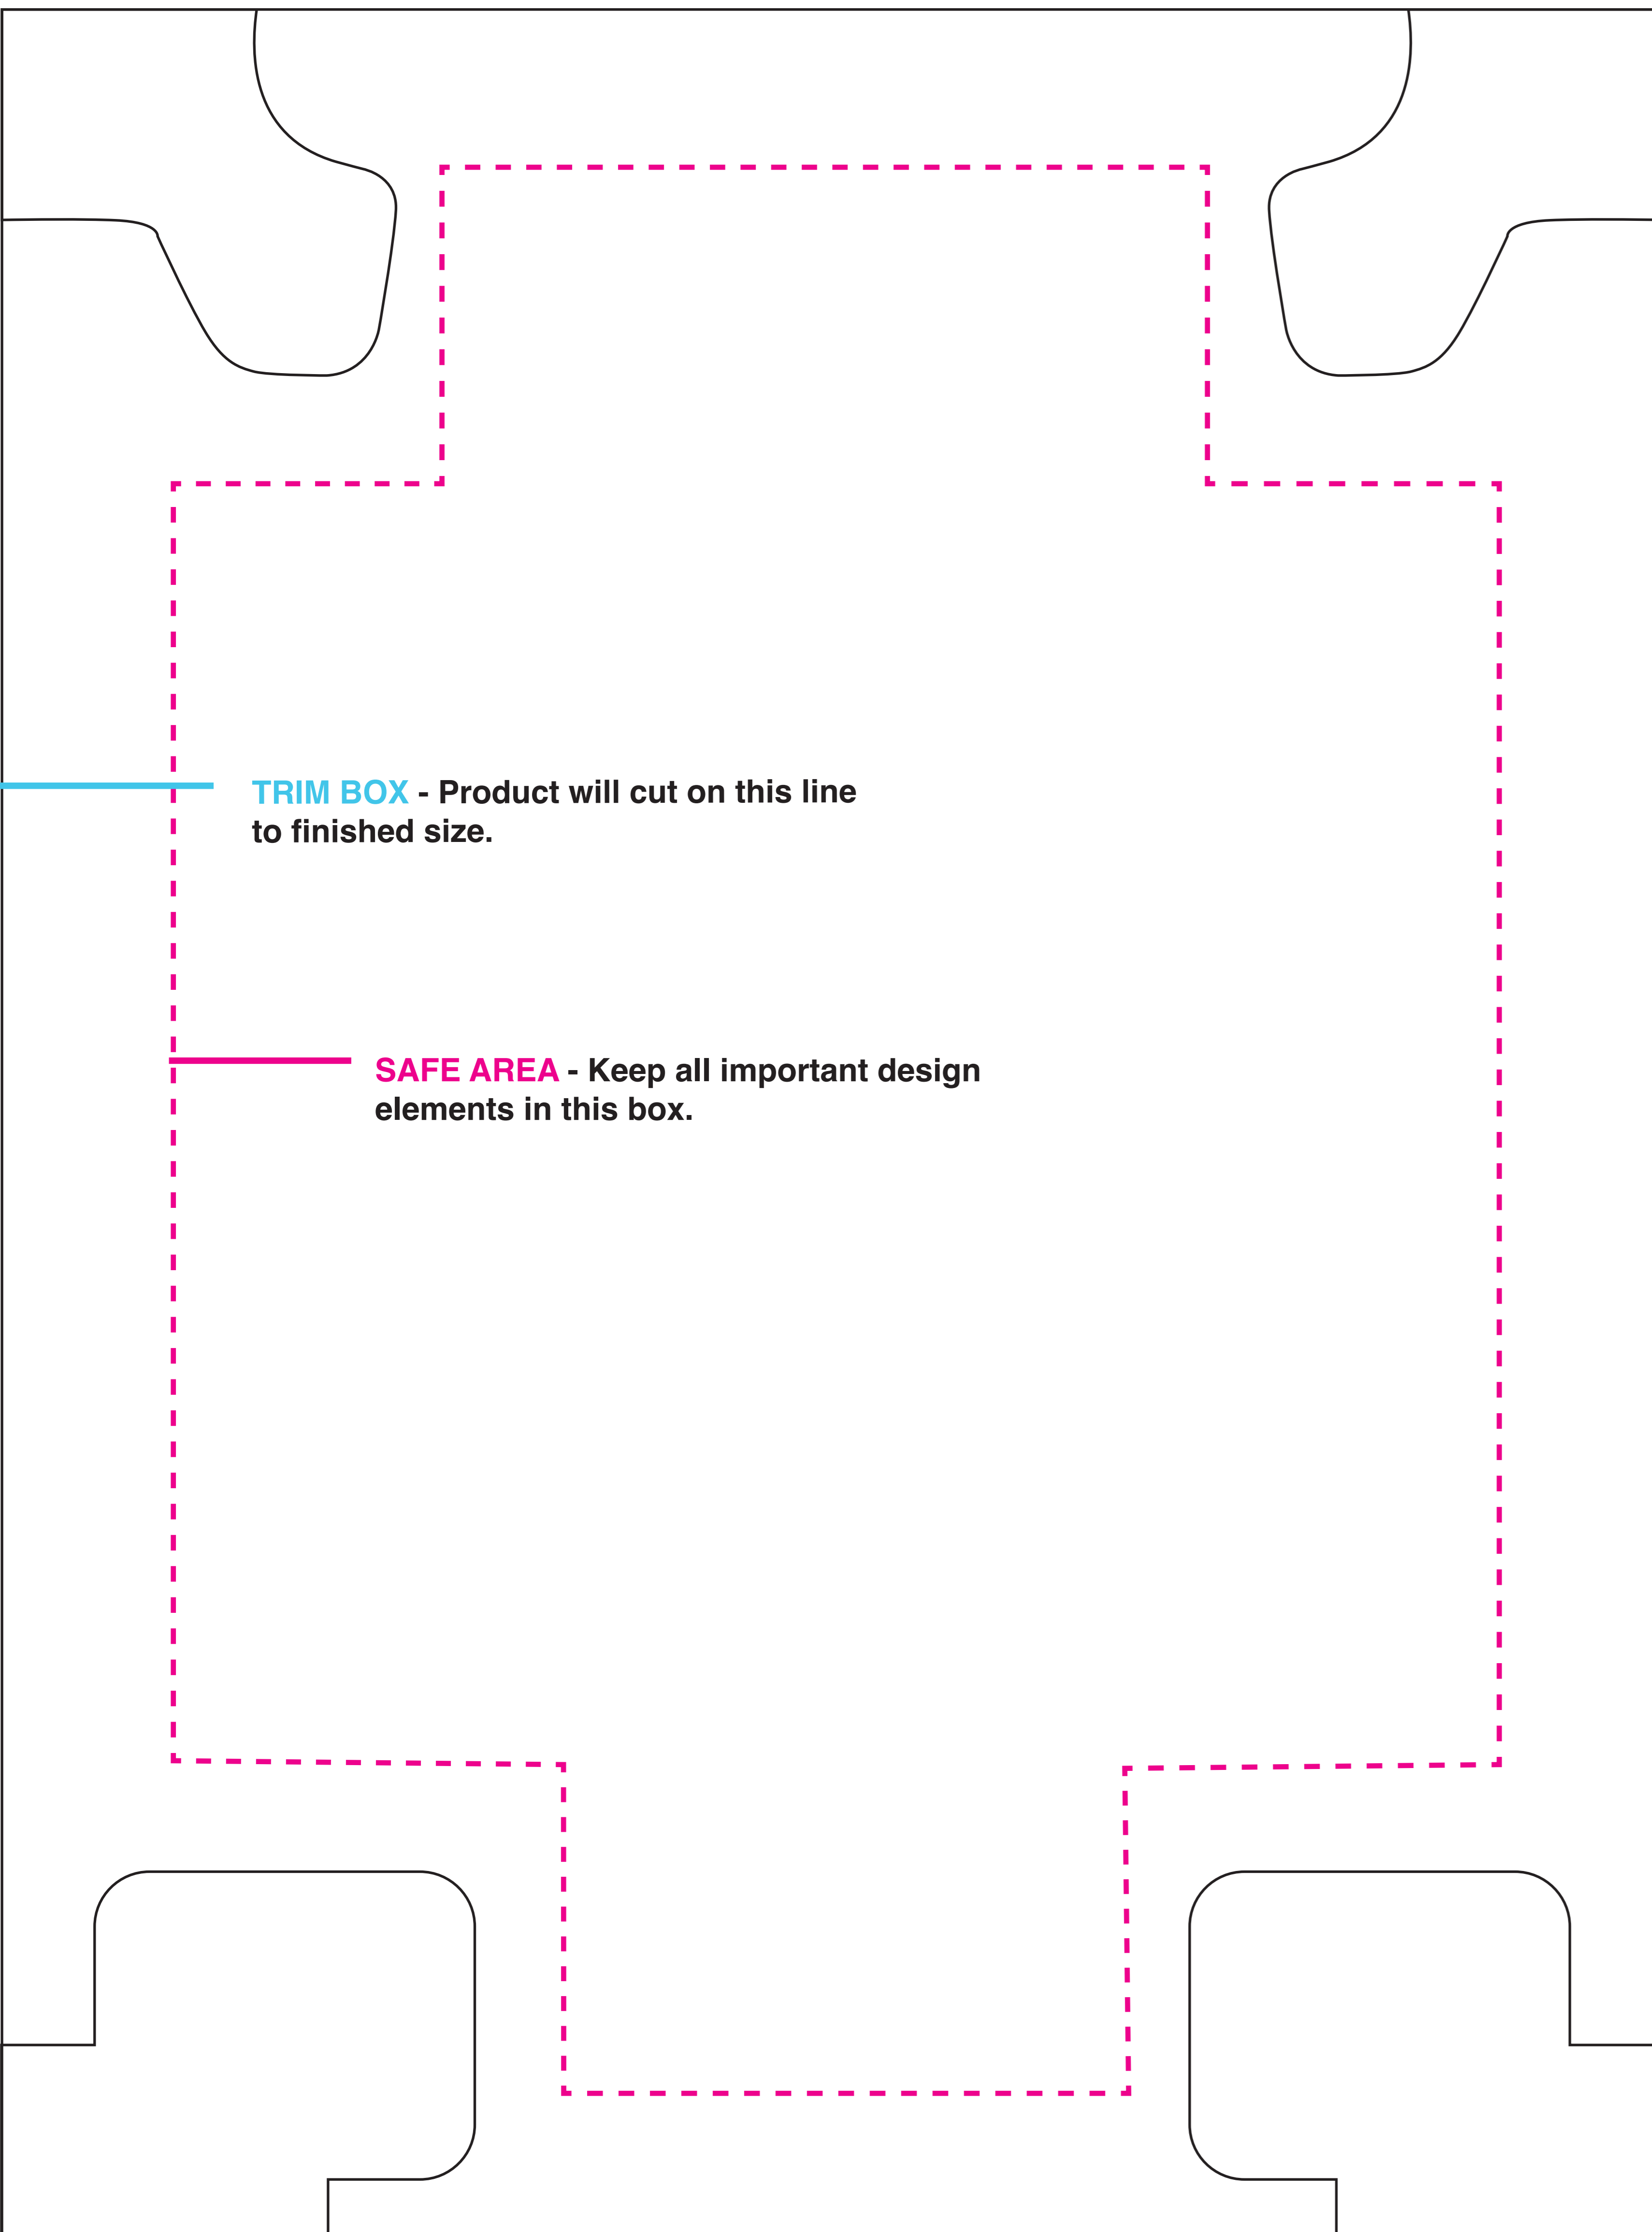 TRIM BOX - Product will cut on this line
to finished size.
SAFE AREA - Keep all important design
elements in this box.